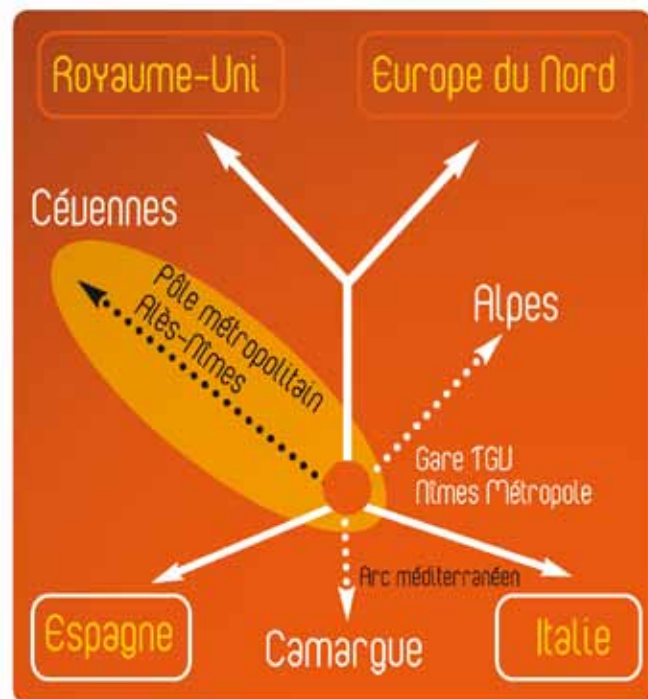 Royaume-Uni
Europe du Nord
Cévennes
Pôle métropolitain
Alès-Nîmes
Alpes
Gare TGV
Nîmes Métropole
Arc méditerranéen
Espagne
Camargue
Italie